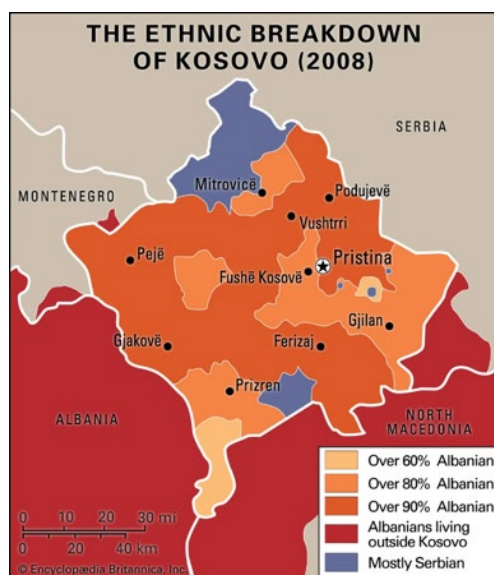 THE ETHNIC BREAKDOWN
OF KOSOVO (2008)
SERBIA
MONTENEGRO
Mitrovicë
Podujevë
Vushtrri
Pejë
Pristina
Fushë Kosovë
Gjilan
Gjakovë
Ferizaj
Prizren
ALBANIA
NORTH
MACEDONIA
Over 60% Albanian
Over 80% Albanian
Over 90% Albanian
Albanians living
outside Kosovo
Mostly Serbian
0 10 20 30 mi
0 20 40 km
© Encyclopædia Britannica, Inc.